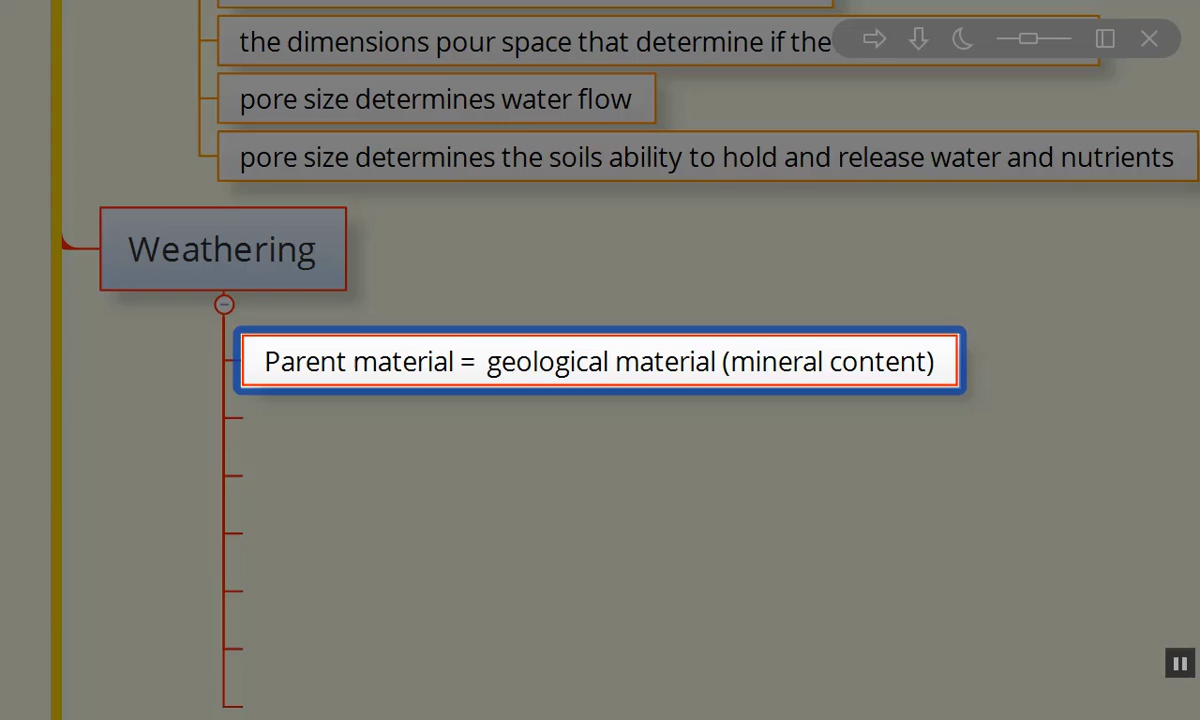 the dimensions pour space that determine if the
pore size determines water flow
pore size determines the soils ability to hold and release water and nutrients
Weathering
Parent material = geological material (mineral content)